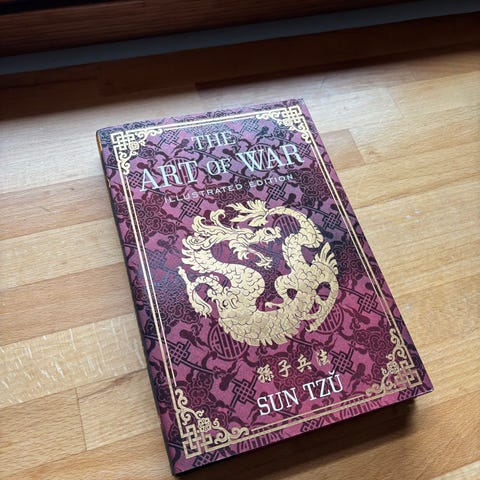 THE
ART OF WAR
ILLUSTRATED EDITION
孫子兵法
SUN TZŬ